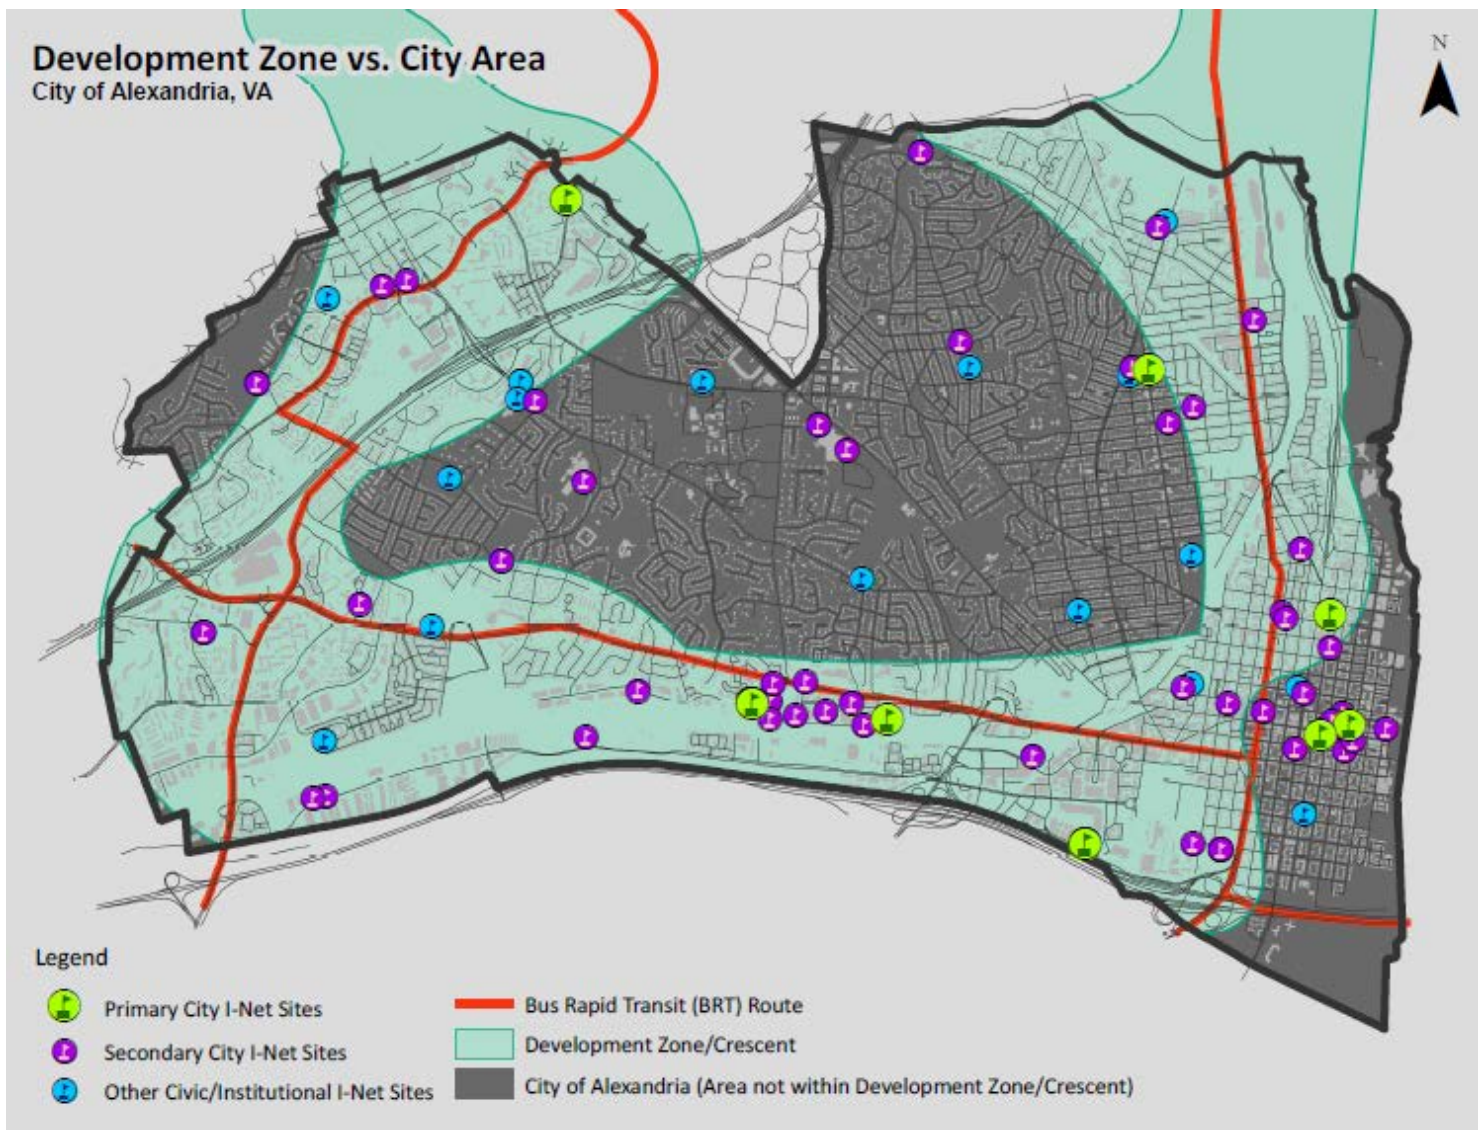 Development Zone vs. City Area
City of Alexandria, VA
N
Legend
Primary City I-Net Sites
Secondary City I-Net Sites
Other Civic/Institutional I-Net Sites
Bus Rapid Transit (BRT) Route
Development Zone/Crescent
City of Alexandria (Area not within Development Zone/Crescent)